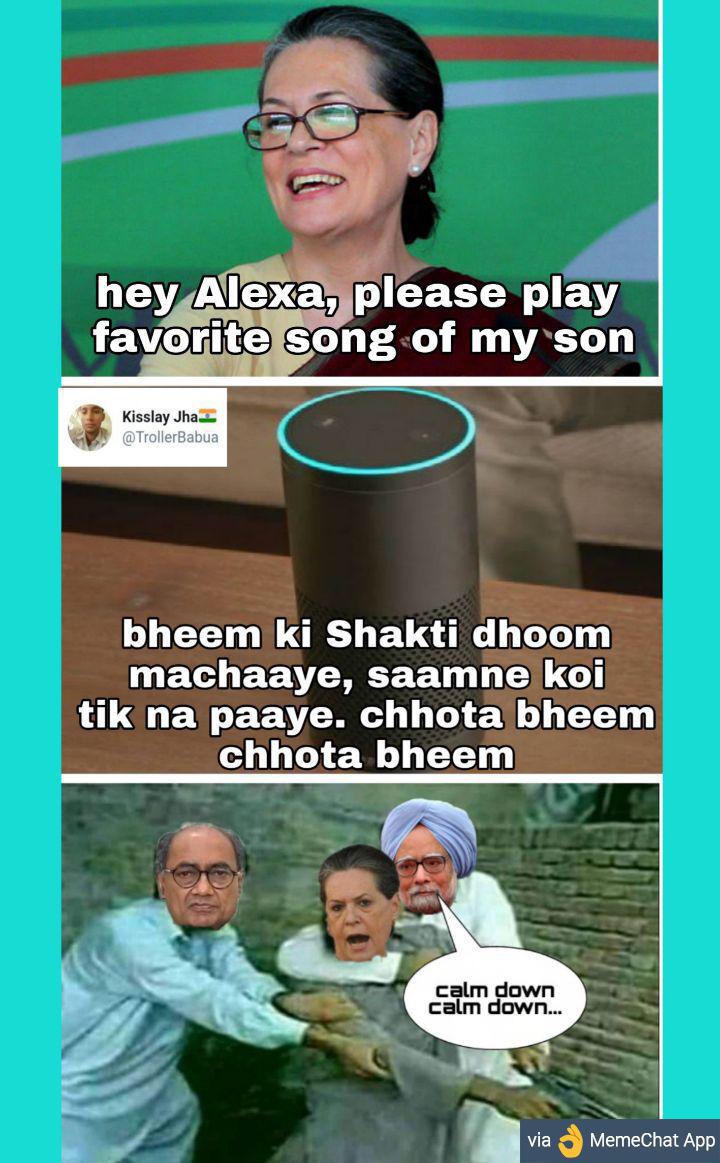 hey Alexa, please play
favorite song of my son
Kisslay Jha
@TrollerBabua
bheem ki Shakti dhoom
machaaye, saamne koi
tik na paaye. chhota bheem
chhota bheem
calm down
calm down...
via 👌 MemeChat App